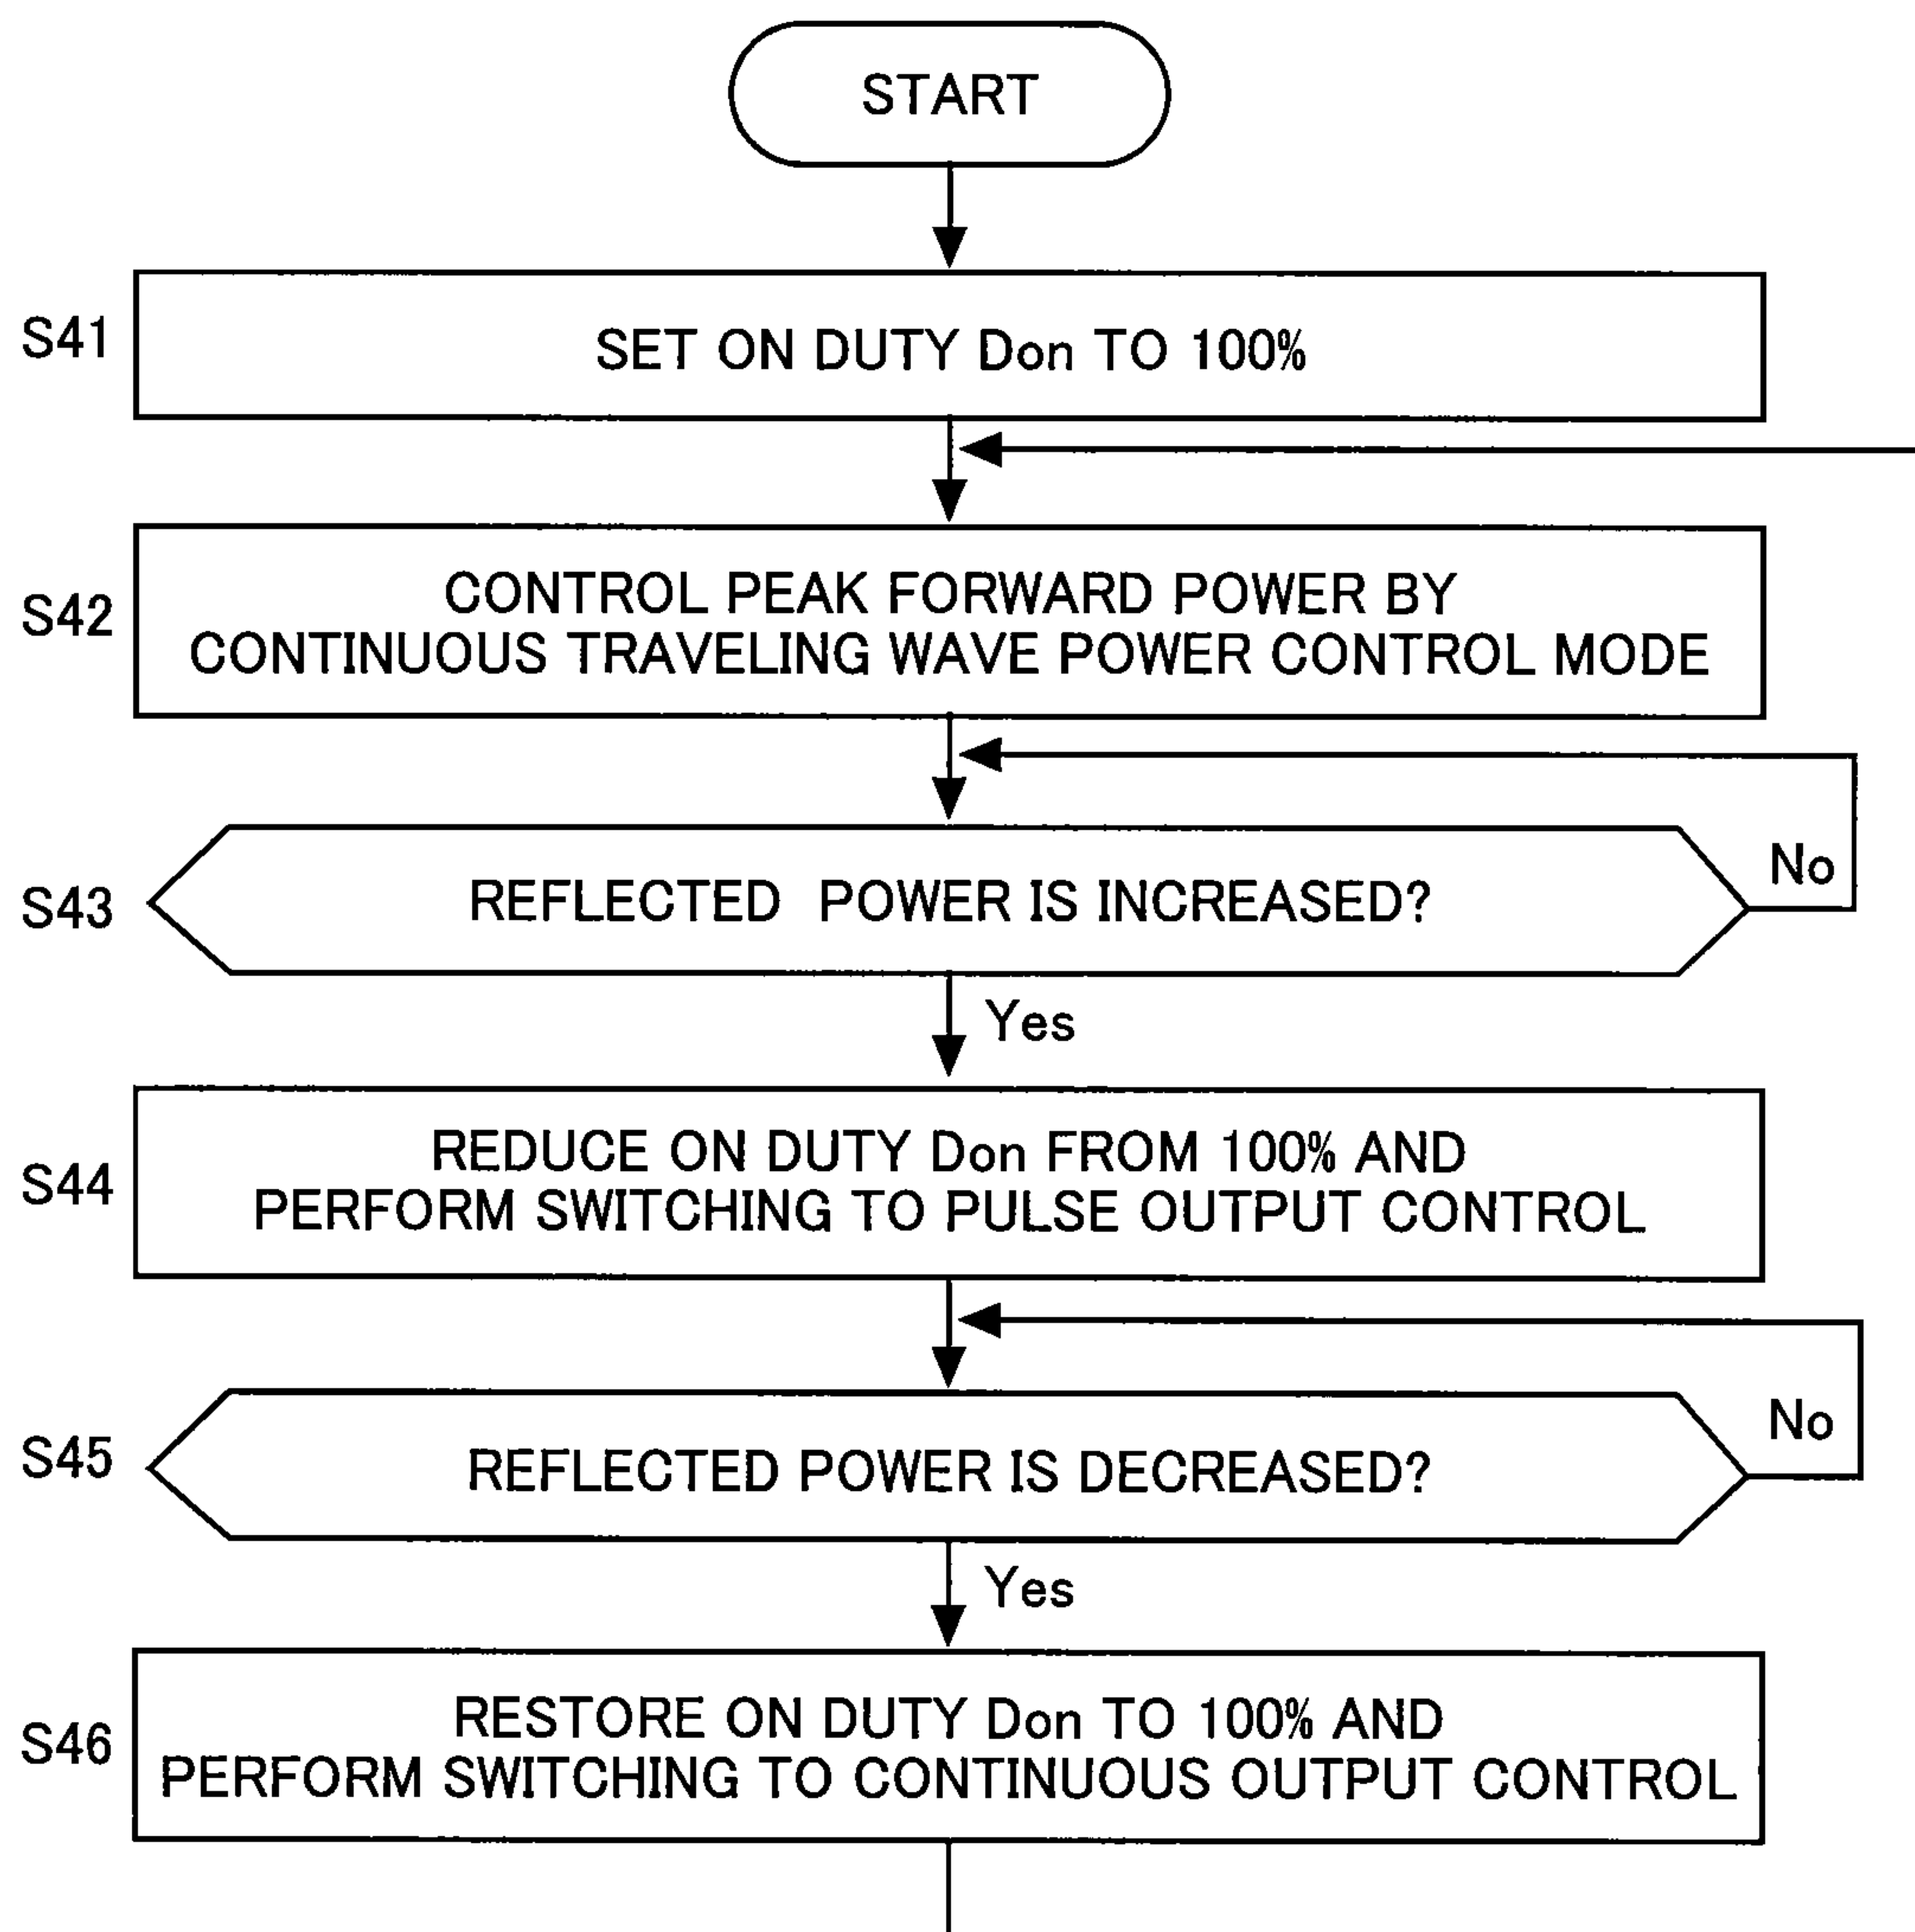 START
S41
SET ON DUTY Don TO 100%
S42
CONTROL PEAK FORWARD POWER BY
CONTINUOUS TRAVELING WAVE POWER CONTROL MODE
S43
REFLECTED POWER IS INCREASED?
No
Yes
S44
REDUCE ON DUTY Don FROM 100% AND
PERFORM SWITCHING TO PULSE OUTPUT CONTROL
S45
REFLECTED POWER IS DECREASED?
No
Yes
S46
RESTORE ON DUTY Don TO 100% AND
PERFORM SWITCHING TO CONTINUOUS OUTPUT CONTROL